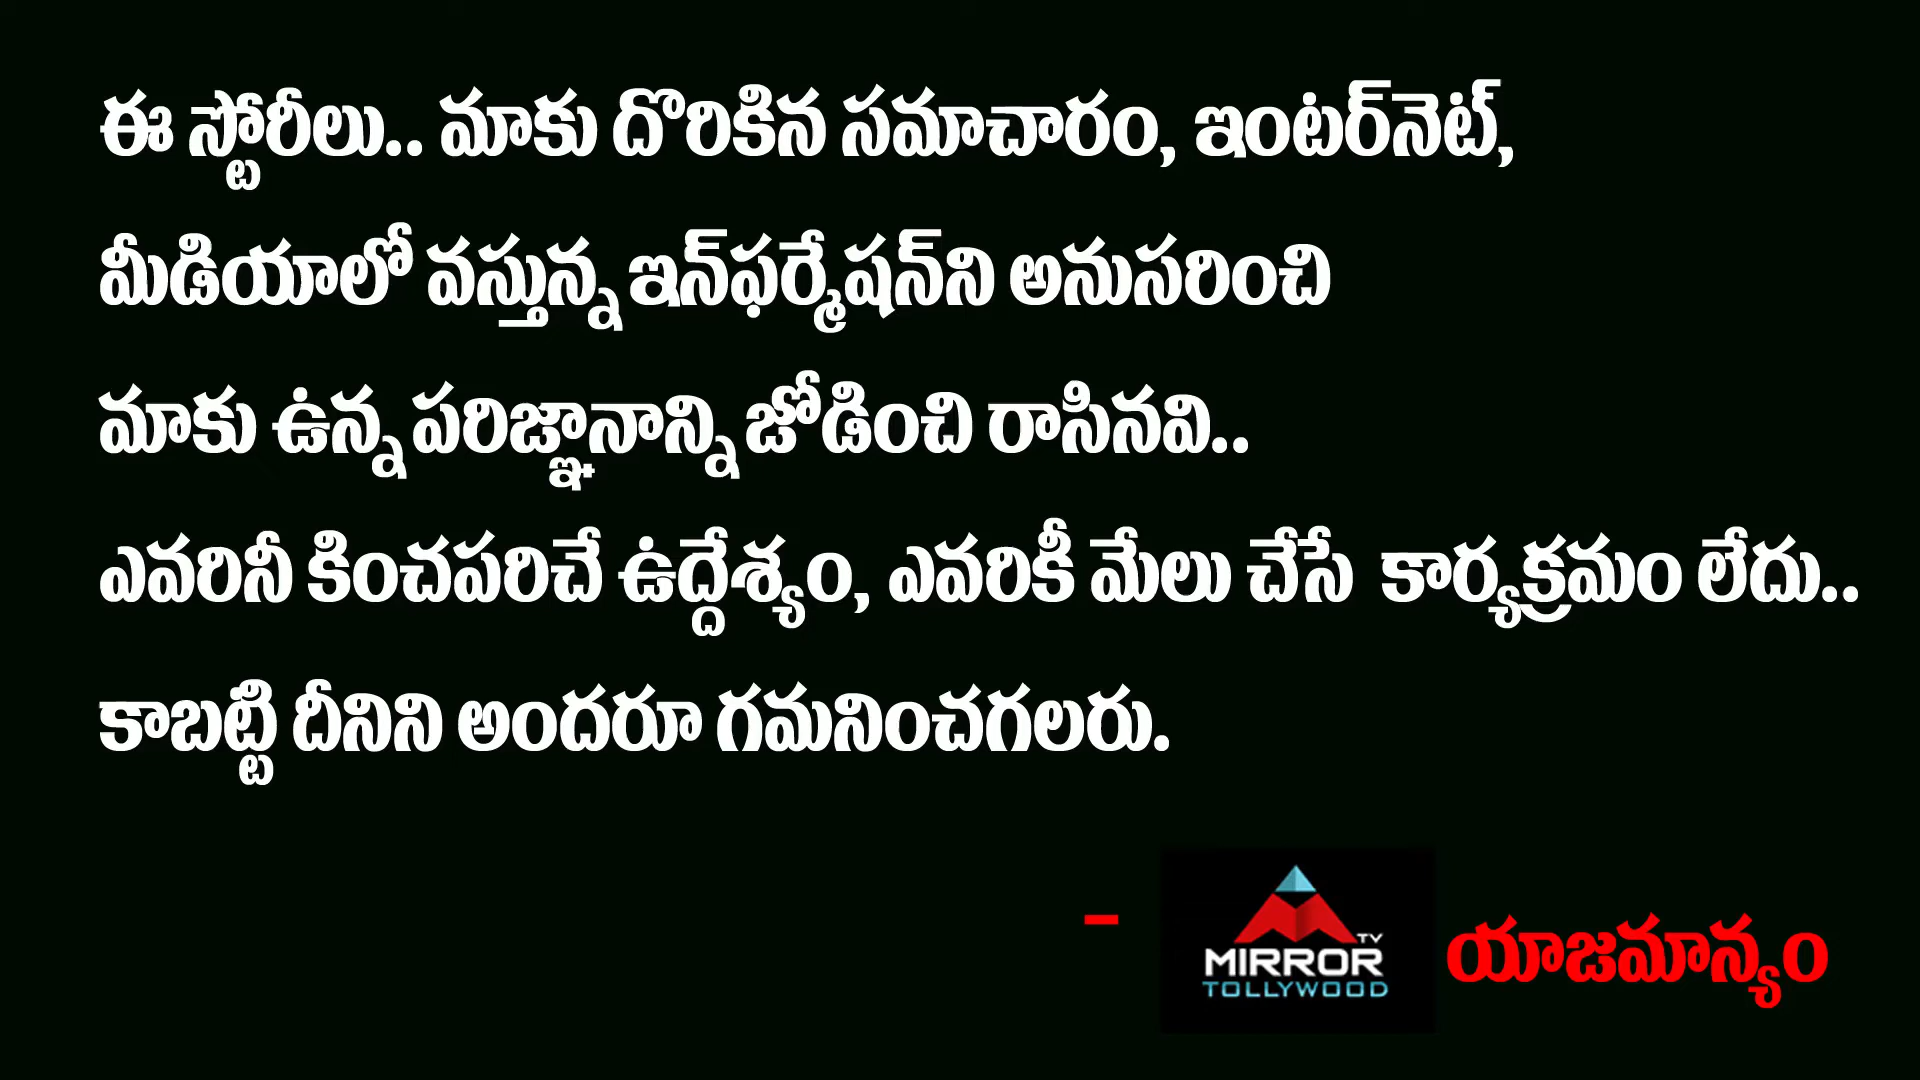 ఈ స్టోరీలు.. మాకు దొరికిన సమాచారం, ఇంటర్‌నెట్,
మీడియాలో వస్తున్న ఇన్‌ఫర్మేషన్‌ని అనుసరించి
మాకు ఉన్న పరిజ్ఞానాన్ని జోడించి రాసినవి..
ఎవరినీ కించపరిచే ఉద్దేశ్యం, ఎవరికీ మేలు చేసే కార్యక్రమం లేదు..
కాబట్టి దీనిని అందరూ గమనించగలరు.
- MIRROR TV TOLLYWOOD యాజమాన్యం